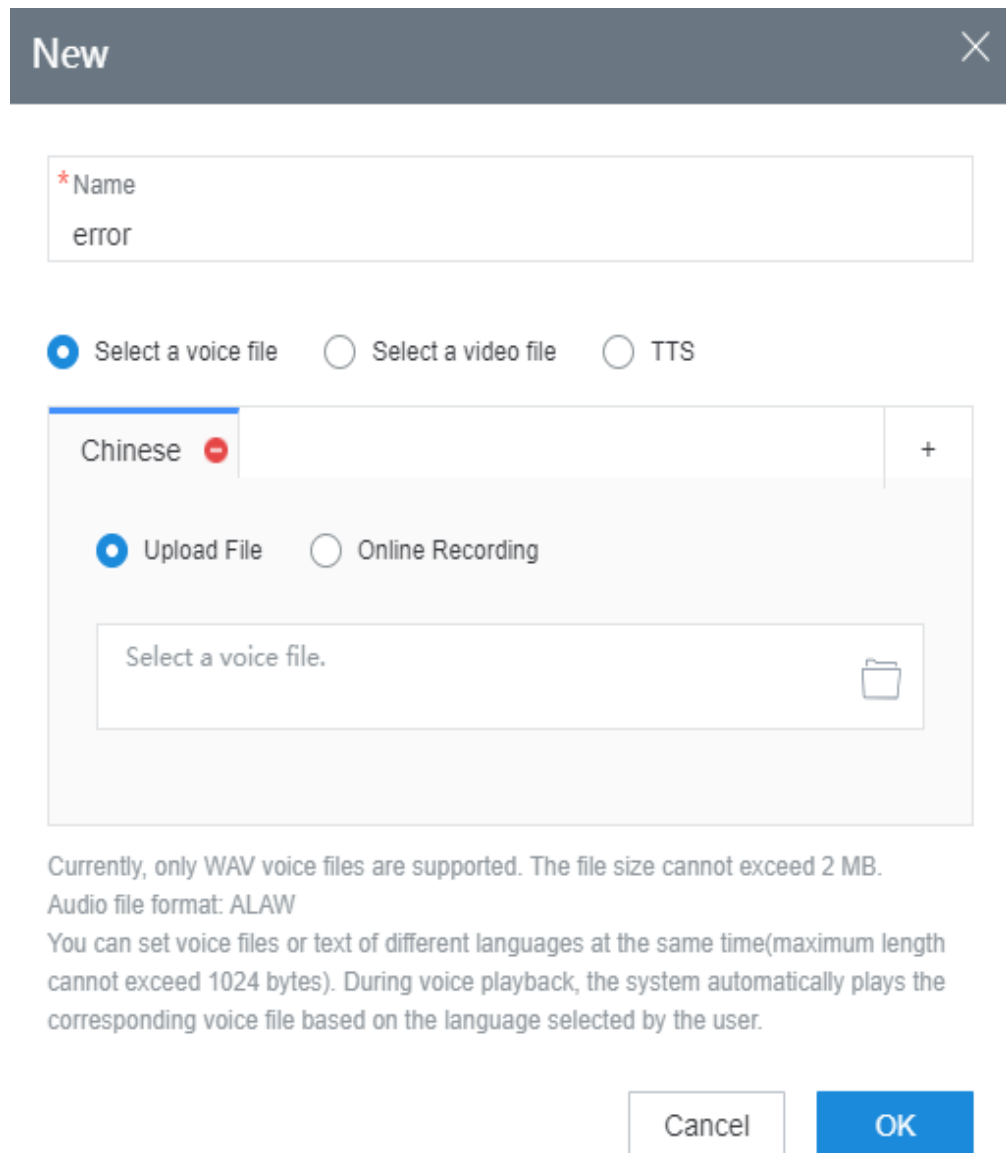 New
*Name
error
Select a voice file Select a video file TTS
Chinese +
Upload File Online Recording
Select a voice file.
Currently, only WAV voice files are supported. The file size cannot exceed 2 MB.
Audio file format: ALAW
You can set voice files or text of different languages at the same time(maximum length
cannot exceed 1024 bytes). During voice playback, the system automatically plays the
corresponding voice file based on the language selected by the user.
Cancel OK